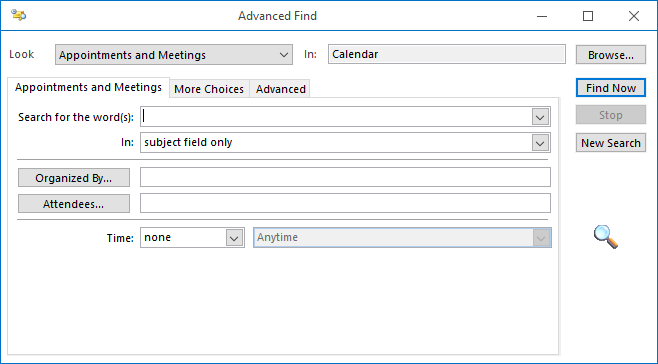 Advanced Find
Look Appointments and Meetings In: Calendar Browse...
Appointments and Meetings More Choices Advanced Find Now
Search for the word(s): Stop
In: subject field only New Search
Organized By...
Attendees...
Time: none Anytime